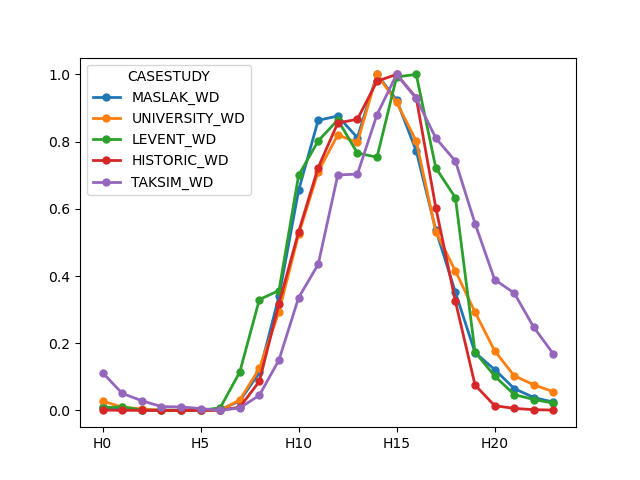 CASESTUDY
MASLAK_WD
UNIVERSITY_WD
LEVENT_WD
HISTORIC_WD
TAKSIM_WD
1.0
0.8
0.6
0.4
0.2
0.0
H0 H5 H10 H15 H20